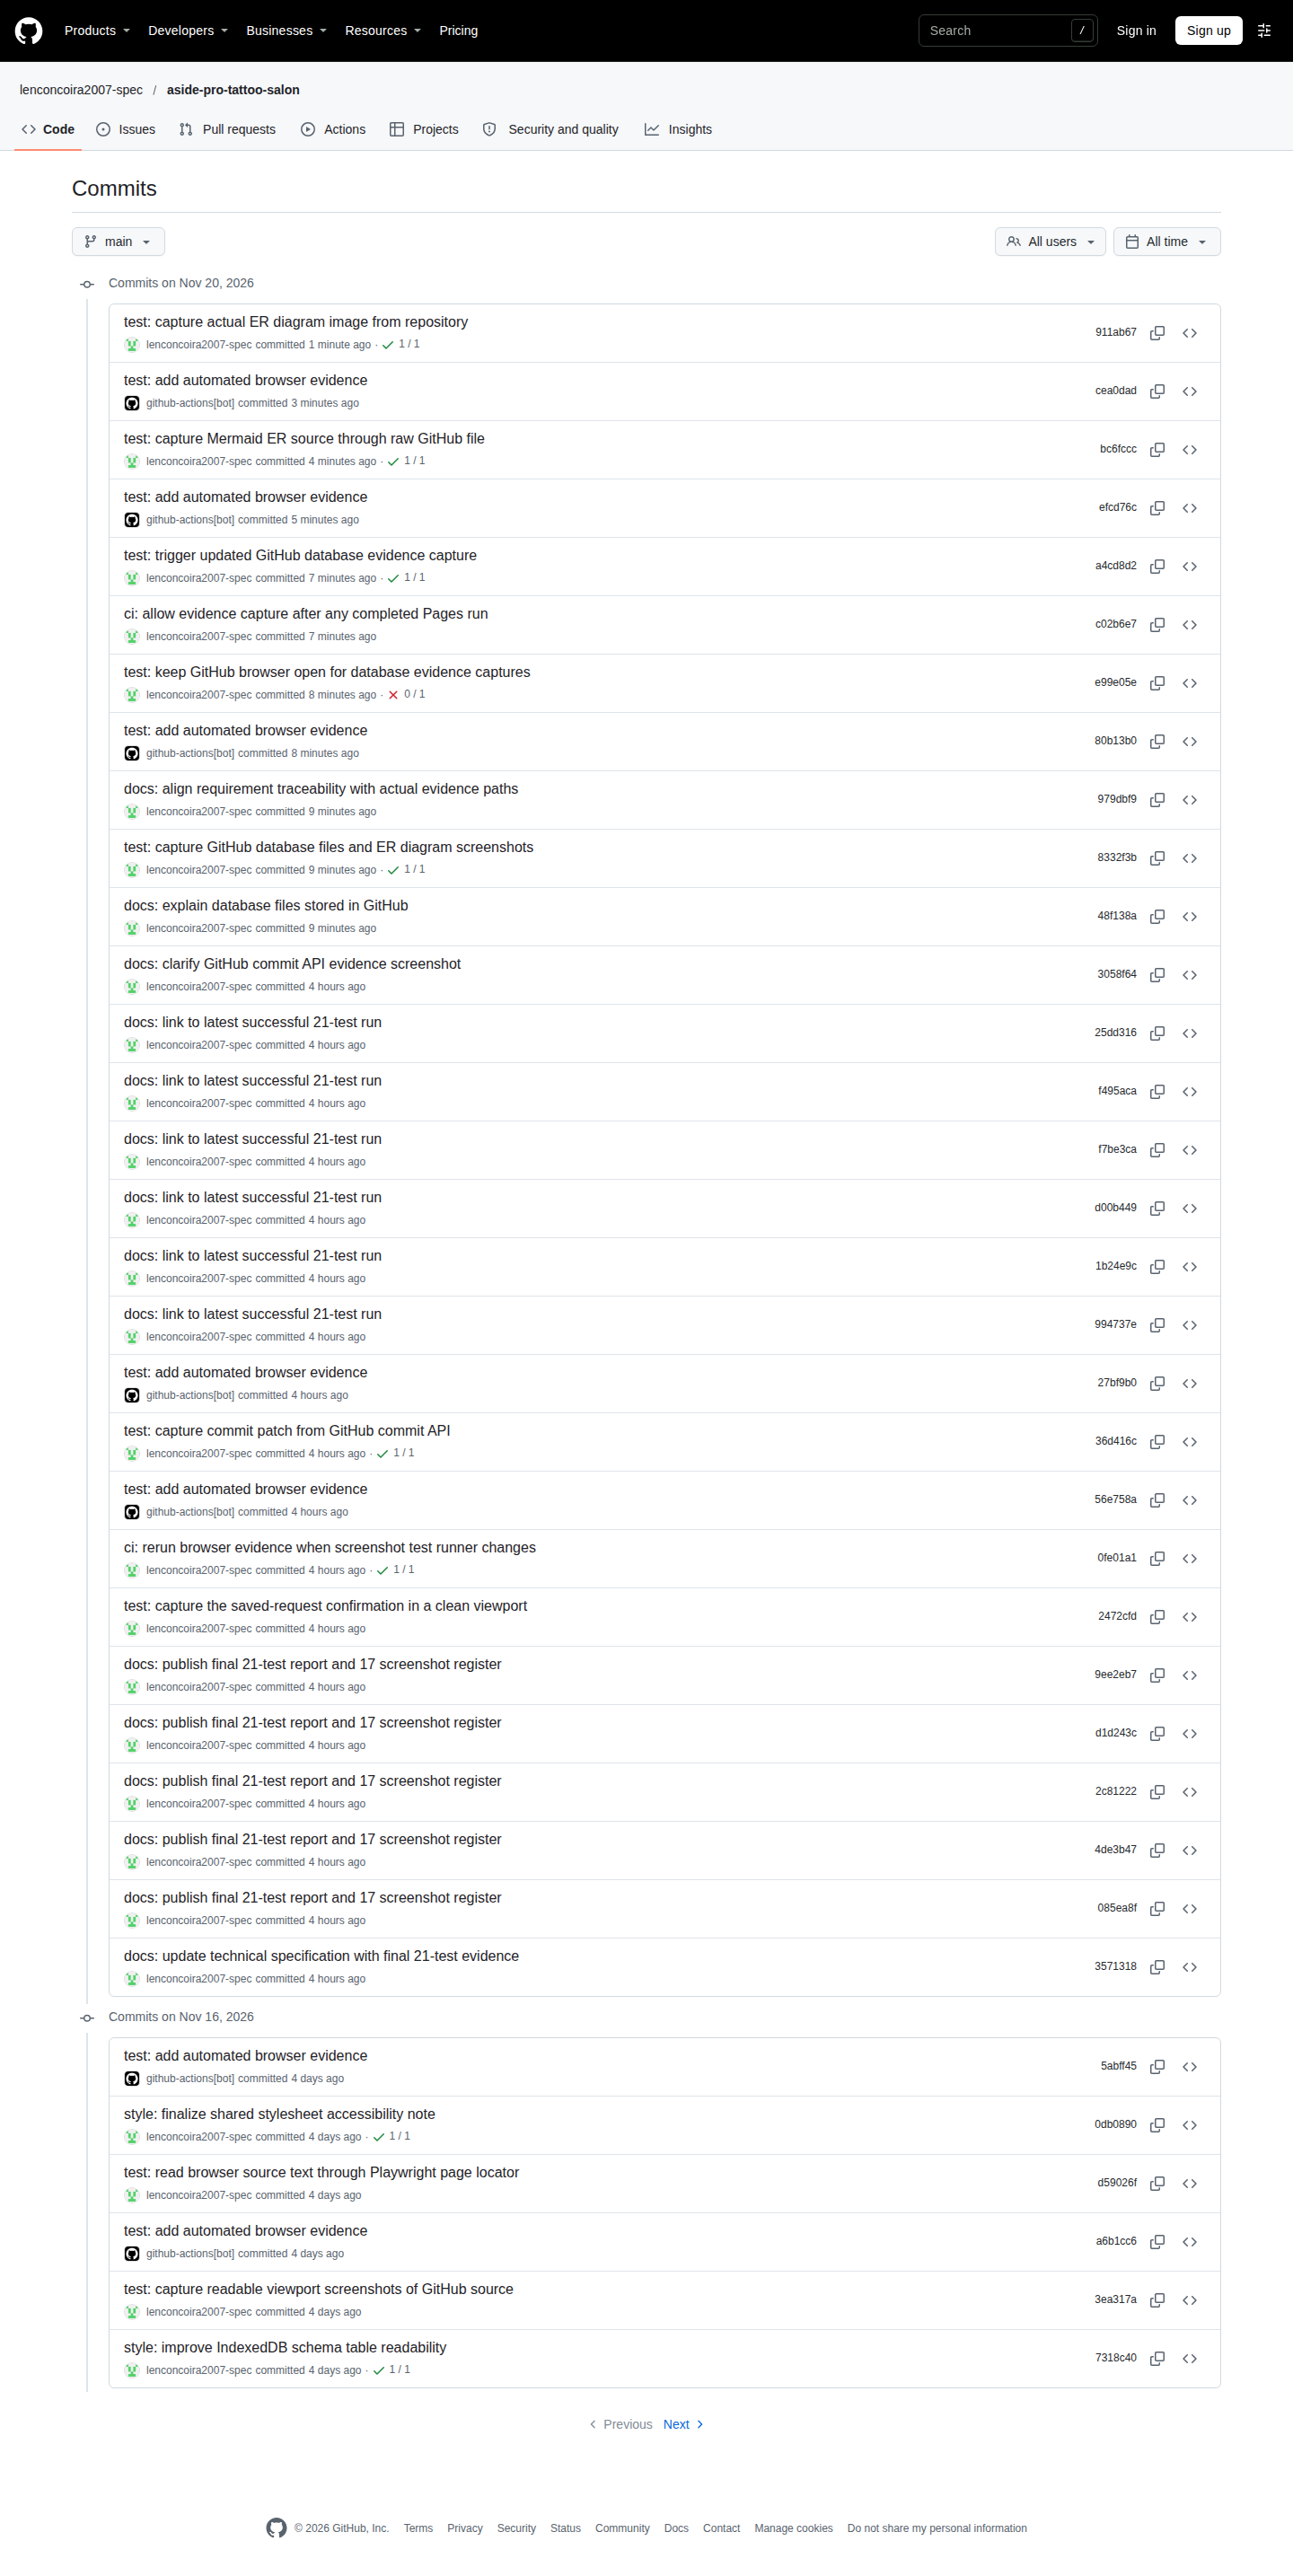 Products Developers Businesses Resources Pricing Search / Sign in Sign up
lenconcoira2007-spec / aside-pro-tattoo-salon
Code Issues Pull requests Actions Projects Security and quality Insights
Commits
main All users All time
Commits on Nov 20, 2026
test: capture actual ER diagram image from repository
911ab67
lenconcoira2007-spec committed 1 minute ago · 1 / 1
test: add automated browser evidence
cea0dad
github-actions[bot] committed 3 minutes ago
test: capture Mermaid ER source through raw GitHub file
bc6fccc
lenconcoira2007-spec committed 4 minutes ago · 1 / 1
test: add automated browser evidence
efcd76c
github-actions[bot] committed 5 minutes ago
test: trigger updated GitHub database evidence capture
a4cd8d2
lenconcoira2007-spec committed 7 minutes ago · 1 / 1
ci: allow evidence capture after any completed Pages run
c02b6e7
lenconcoira2007-spec committed 7 minutes ago
test: keep GitHub browser open for database evidence captures
e99e05e
lenconcoira2007-spec committed 8 minutes ago · 0 / 1
test: add automated browser evidence
80b13b0
github-actions[bot] committed 8 minutes ago
docs: align requirement traceability with actual evidence paths
979dbf9
lenconcoira2007-spec committed 9 minutes ago
test: capture GitHub database files and ER diagram screenshots
8332f3b
lenconcoira2007-spec committed 9 minutes ago · 1 / 1
docs: explain database files stored in GitHub
48f138a
lenconcoira2007-spec committed 9 minutes ago
docs: clarify GitHub commit API evidence screenshot
3058f64
lenconcoira2007-spec committed 4 hours ago
docs: link to latest successful 21-test run
25dd316
lenconcoira2007-spec committed 4 hours ago
docs: link to latest successful 21-test run
f495aca
lenconcoira2007-spec committed 4 hours ago
docs: link to latest successful 21-test run
f7be3ca
lenconcoira2007-spec committed 4 hours ago
docs: link to latest successful 21-test run
d00b449
lenconcoira2007-spec committed 4 hours ago
docs: link to latest successful 21-test run
1b24e9c
lenconcoira2007-spec committed 4 hours ago
docs: link to latest successful 21-test run
994737e
lenconcoira2007-spec committed 4 hours ago
test: add automated browser evidence
27bf9b0
github-actions[bot] committed 4 hours ago
test: capture commit patch from GitHub commit API
36d416c
lenconcoira2007-spec committed 4 hours ago · 1 / 1
test: add automated browser evidence
56e758a
github-actions[bot] committed 4 hours ago
ci: rerun browser evidence when screenshot test runner changes
0fe01a1
lenconcoira2007-spec committed 4 hours ago · 1 / 1
test: capture the saved-request confirmation in a clean viewport
2472cfd
lenconcoira2007-spec committed 4 hours ago
docs: publish final 21-test report and 17 screenshot register
9ee2eb7
lenconcoira2007-spec committed 4 hours ago
docs: publish final 21-test report and 17 screenshot register
d1d243c
lenconcoira2007-spec committed 4 hours ago
docs: publish final 21-test report and 17 screenshot register
2c81222
lenconcoira2007-spec committed 4 hours ago
docs: publish final 21-test report and 17 screenshot register
4de3b47
lenconcoira2007-spec committed 4 hours ago
docs: publish final 21-test report and 17 screenshot register
085ea8f
lenconcoira2007-spec committed 4 hours ago
docs: update technical specification with final 21-test evidence
3571318
lenconcoira2007-spec committed 4 hours ago
Commits on Nov 16, 2026
test: add automated browser evidence
5abff45
github-actions[bot] committed 4 days ago
style: finalize shared stylesheet accessibility note
0db0890
lenconcoira2007-spec committed 4 days ago · 1 / 1
test: read browser source text through Playwright page locator
d59026f
lenconcoira2007-spec committed 4 days ago
test: add automated browser evidence
a6b1cc6
github-actions[bot] committed 4 days ago
test: capture readable viewport screenshots of GitHub source
3ea317a
lenconcoira2007-spec committed 4 days ago
style: improve IndexedDB schema table readability
7318c40
lenconcoira2007-spec committed 4 days ago · 1 / 1
Previous Next
© 2026 GitHub, Inc. Terms Privacy Security Status Community Docs Contact Manage cookies Do not share my personal information